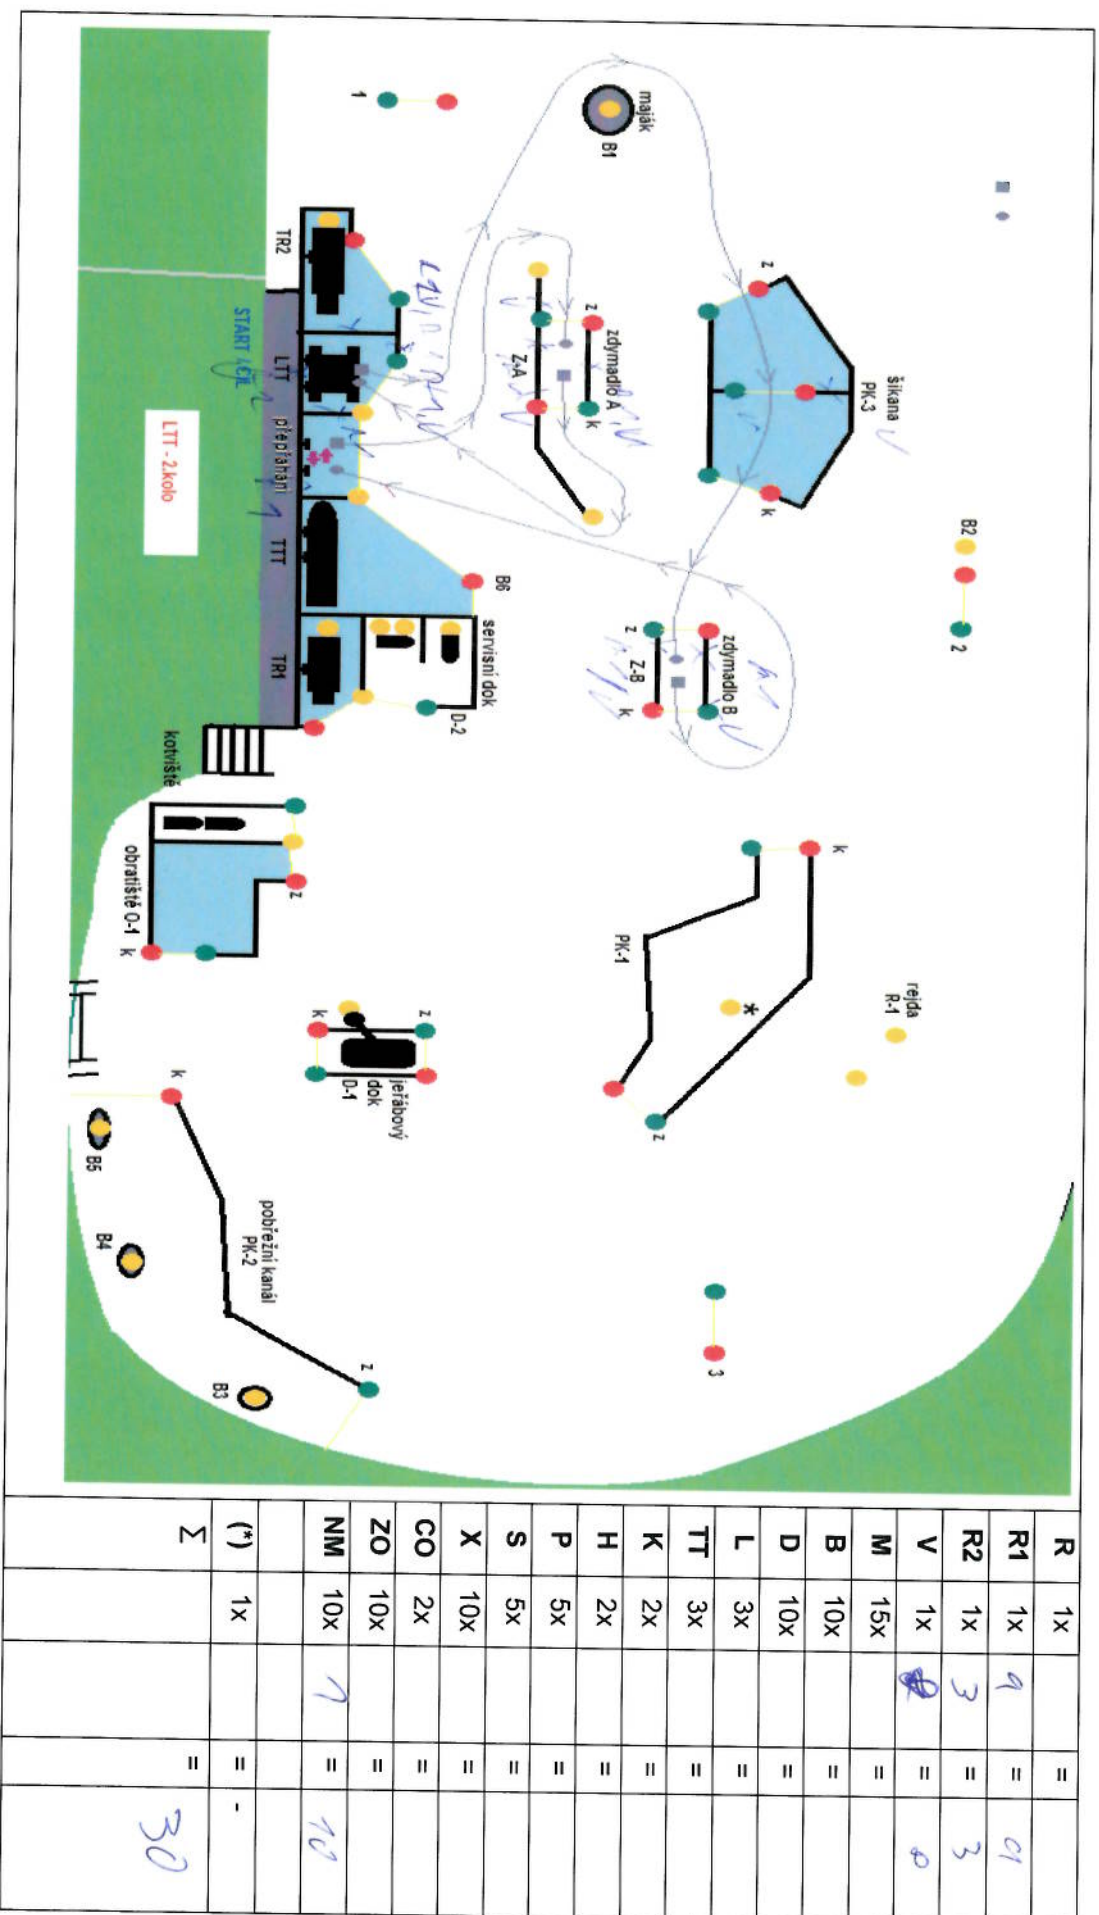 1
maják
B1
šikana
PK-3
z
k
zdymadlo A
z
k
Z-A
TR2
LTT
přepřahání
TTT
TR1
START
LTT - 2.kolo
B2
2
B6
servisní dok
D-2
zdymadlo B
z
Z-B
k
kotviště
obratiště O-1
z
k
k
PK-1
*
rejda
R-1
z
z
k
jeřábový
dok
D-1
k
B5
B4
pobřežní kanál
PK-2
B3
z
3
R 1x =
R1 1x 9 = 9
R2 1x 3 = 3
V 1x = 8
M 15x =
B 10x =
D 10x =
L 3x =
TT 3x =
K 2x =
H 2x =
P 5x =
S 5x =
X 10x =
CO 2x =
ZO 10x =
NM 10x 1 = 10
(*) 1x = -
Σ = 30